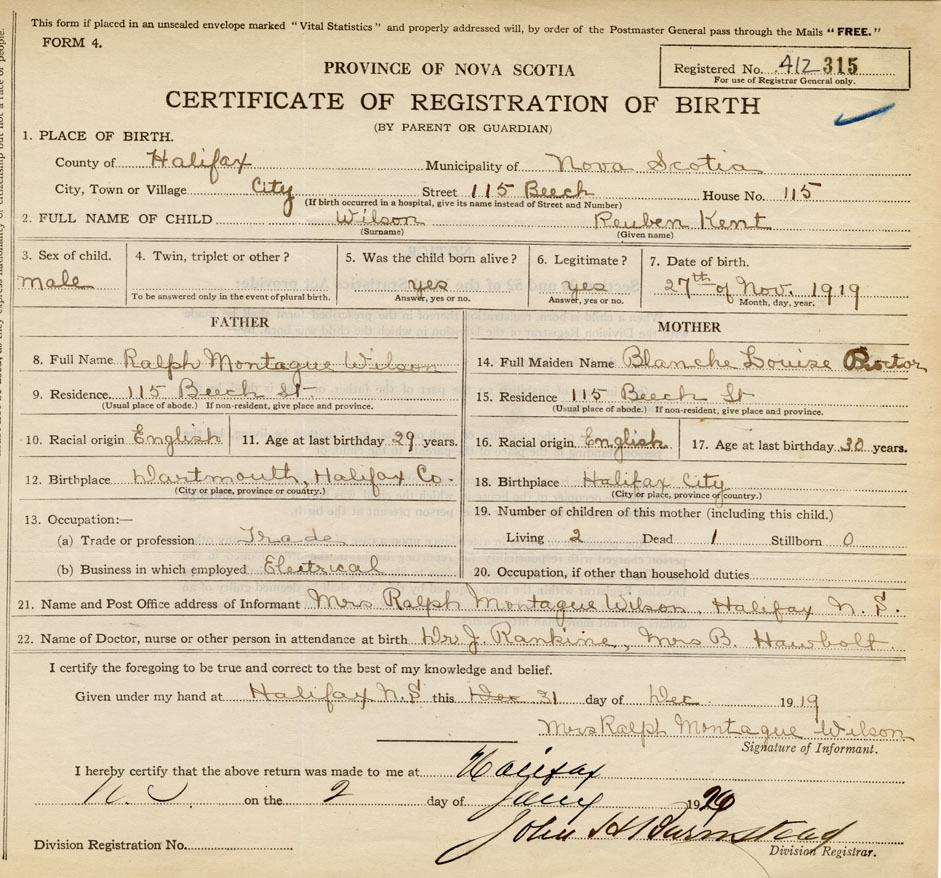 This form if placed in an unsealed envelope marked "Vital Statistics" and properly addressed will, by order of the Postmaster General pass through the Mails "FREE."
FORM 4.
Registered No. 412 315
For use of Registrar General only.
PROVINCE OF NOVA SCOTIA
CERTIFICATE OF REGISTRATION OF BIRTH
(BY PARENT OR GUARDIAN)
1. PLACE OF BIRTH.
County of Halifax Municipality of Nova Scotia
City, Town or Village City Street 115 Beech House No. 115
(If birth occurred in a hospital, give its name instead of Street and Number)
2. FULL NAME OF CHILD Wilson Reuben Kent
(Surname) (Given name)
3. Sex of child. 4. Twin, triplet or other? 5. Was the child born alive? 6. Legitimate? 7. Date of birth.
male yes yes 27th of Nov. 1919
To be answered only in the event of plural birth. Answer, yes or no. Answer, yes or no. Month, day, year.
FATHER
8. Full Name Ralph Montague Wilson
9. Residence 115 Beech St.
(Usual place of abode.) If non-resident, give place and province.
10. Racial origin English 11. Age at last birthday 29 years.
12. Birthplace Dartmouth, Halifax Co.
(City or place, province or country.)
13. Occupation:—
(a) Trade or profession Trade
(b) Business in which employed Electrical
MOTHER
14. Full Maiden Name Blanche Louise Proctor
15. Residence 115 Beech St
(Usual place of abode.) If non-resident, give place and province.
16. Racial origin English 17. Age at last birthday 30 years.
18. Birthplace Halifax City
(City or place, province or country.)
19. Number of children of this mother (including this child.)
Living 2 Dead 1 Stillborn 0
20. Occupation, if other than household duties
21. Name and Post Office address of Informant Mrs Ralph Montague Wilson, Halifax N. S.
22. Name of Doctor, nurse or other person in attendance at birth Dr. J. Rankine, Mrs B. Hawbolt.
I certify the foregoing to be true and correct to the best of my knowledge and belief.
Given under my hand at Halifax N.S this Dec 31 day of Dec 1919
Mrs Ralph Montague Wilson
Signature of Informant.
I hereby certify that the above return was made to me at Halifax
N. S on the 2 day of Jany 1920
John H Barnstead
Division Registration No. Division Registrar.